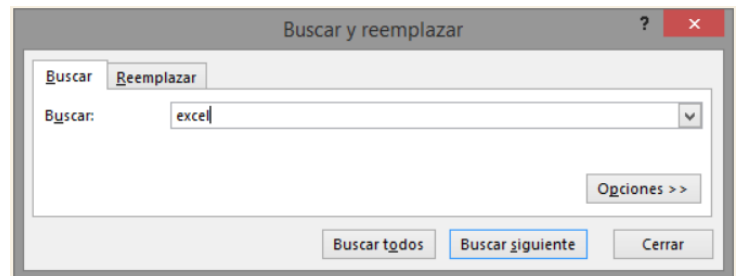 Buscar y reemplazar
? ×
Buscar Reemplazar
Buscar: excel
Opciones >>
Buscar todos Buscar siguiente Cerrar